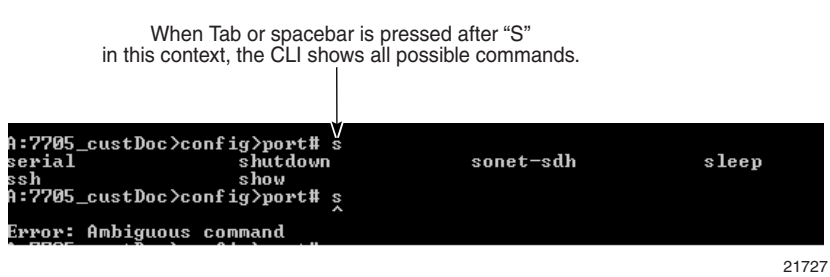 When Tab or spacebar is pressed after “S”
in this context, the CLI shows all possible commands.
A:7705_custDoc>config>port# s
serial shutdown sonet-sdh sleep
ssh show
A:7705_custDoc>config>port# s
^
Error: Ambiguous command
21727